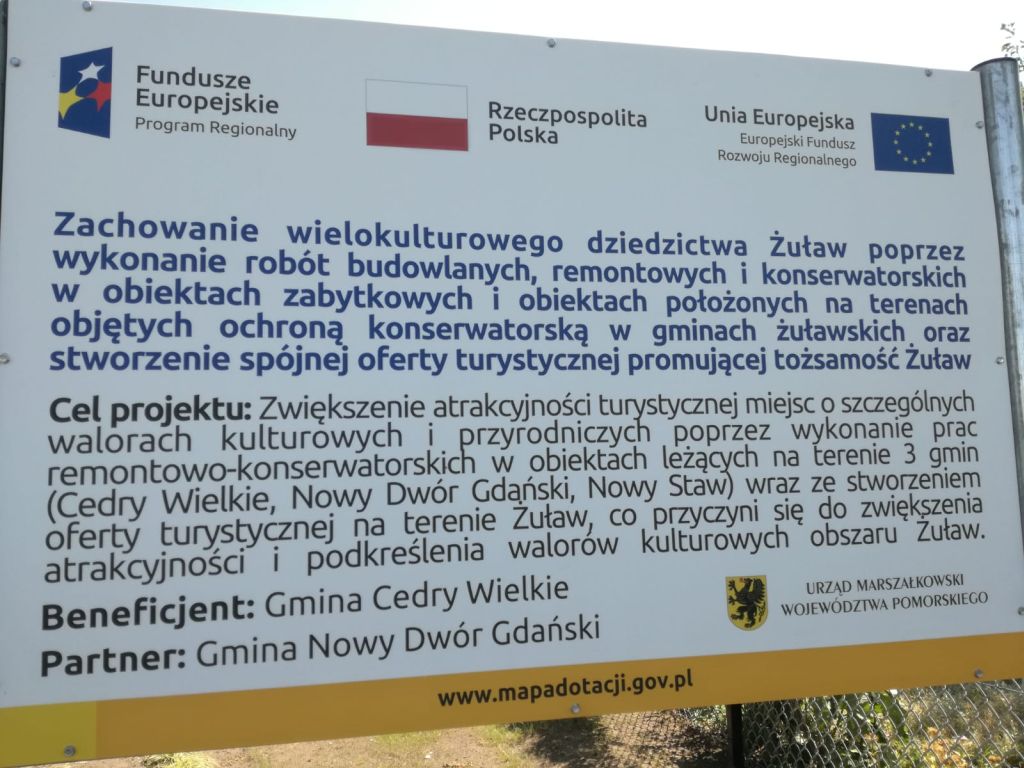 Fundusze
Europejskie
Program Regionalny
Rzeczpospolita
Polska
Unia Europejska
Europejski Fundusz
Rozwoju Regionalnego
Zachowanie wielokulturowego dziedzictwa Żuław poprzez
wykonanie robót budowlanych, remontowych i konserwatorskich
w obiektach zabytkowych i obiektach położonych na terenach
objętych ochroną konserwatorską w gminach żuławskich oraz
stworzenie spójnej oferty turystycznej promującej tożsamość Żuław
Cel projektu: Zwiększenie atrakcyjności turystycznej miejsc o szczególnych
walorach kulturowych i przyrodniczych poprzez wykonanie prac
remontowo-konserwatorskich w obiektach leżących na terenie 3 gmin
(Cedry Wielkie, Nowy Dwór Gdański, Nowy Staw) wraz ze stworzeniem
oferty turystycznej na terenie Żuław, co przyczyni się do zwiększenia
atrakcyjności i podkreślenia walorów kulturowych obszaru Żuław.
Beneficjent: Gmina Cedry Wielkie
Partner: Gmina Nowy Dwór Gdański
URZĄD MARSZAŁKOWSKI
WOJEWÓDZTWA POMORSKIEGO
www.mapadotacji.gov.pl